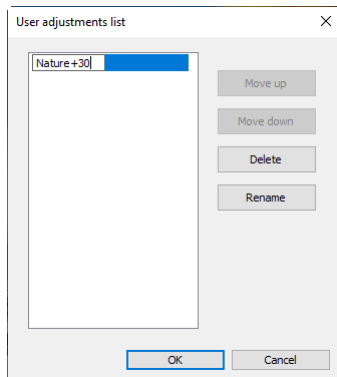 User adjustments list
Nature+30
Move up
Move down
Delete
Rename
OK
Cancel